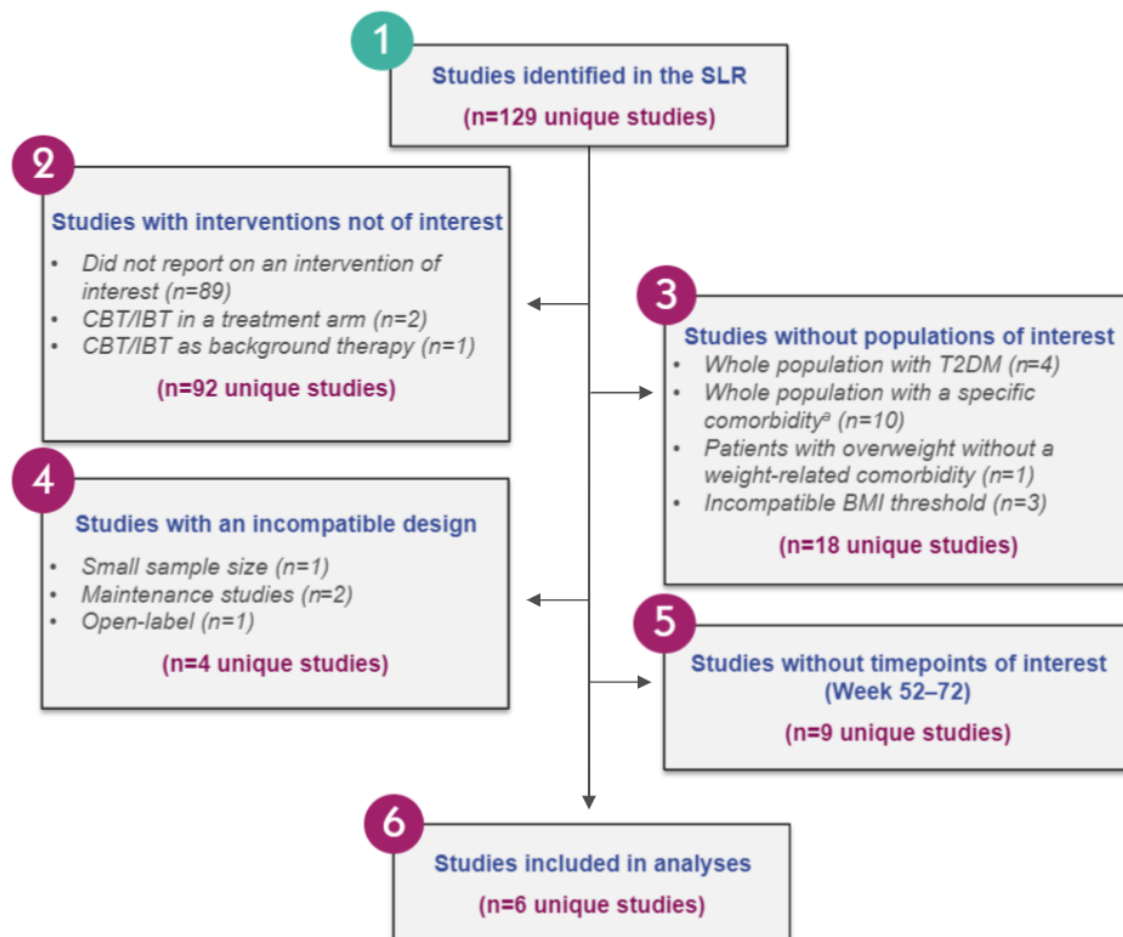 1
Studies identified in the SLR
(n=129 unique studies)
2
Studies with interventions not of interest
• Did not report on an intervention of
interest (n=89)
• CBT/IBT in a treatment arm (n=2)
• CBT/IBT as background therapy (n=1)
(n=92 unique studies)
3
Studies without populations of interest
• Whole population with T2DM (n=4)
• Whole population with a specific
comorbidityᵃ (n=10)
• Patients with overweight without a
weight-related comorbidity (n=1)
• Incompatible BMI threshold (n=3)
(n=18 unique studies)
4
Studies with an incompatible design
• Small sample size (n=1)
• Maintenance studies (n=2)
• Open-label (n=1)
(n=4 unique studies)
5
Studies without timepoints of interest
(Week 52–72)
(n=9 unique studies)
6
Studies included in analyses
(n=6 unique studies)